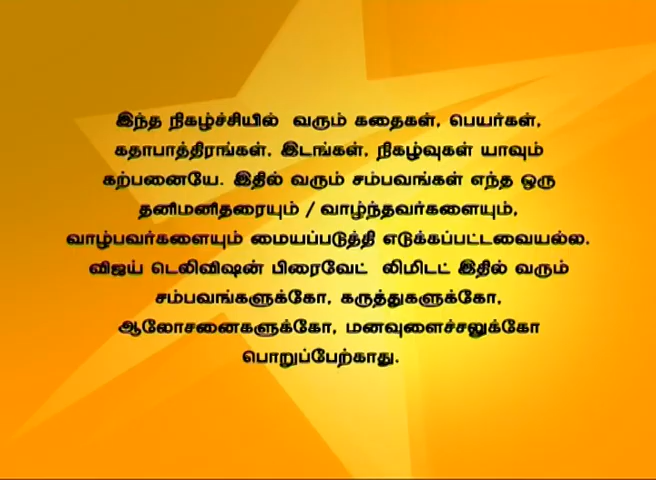 இந்த நிகழ்ச்சியில் வரும் கதைகள், பெயர்கள்,
கதாபாத்திரங்கள், இடங்கள், நிகழ்வுகள் யாவும்
கற்பனையே. இதில் வரும் சம்பவங்கள் எந்த ஒரு
தனிமனிதரையும் / வாழ்ந்தவர்களையும்,
வாழ்பவர்களையும் மையப்படுத்தி எடுக்கப்பட்டவையல்ல.
விஜய் டெலிவிஷன் பிரைவேட் லிமிடட் இதில் வரும்
சம்பவங்களுக்கோ, கருத்துகளுக்கோ,
ஆலோசனைகளுக்கோ, மனவுளைச்சலுக்கோ
பொறுப்பேற்காது.